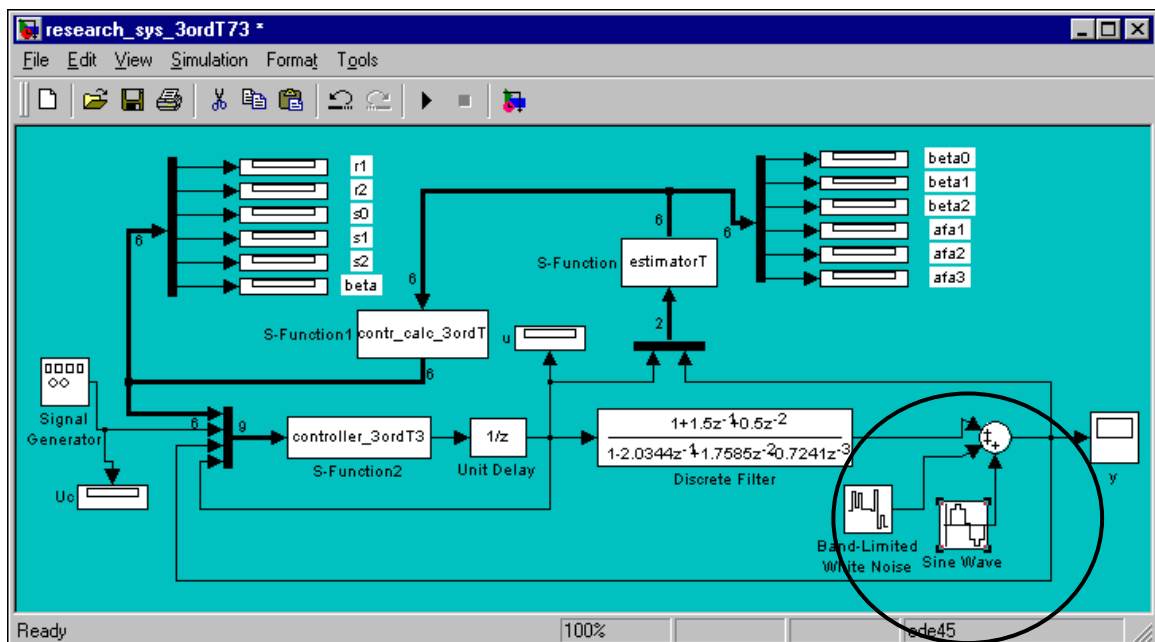 research_sys_3ordT73 *
File Edit View Simulation Format Tools
r1
r2
s0
s1
s2
beta
6
beta0
beta1
beta2
afa1
afa2
afa3
6
6
S-Function
estimatorT
6
2
S-Function1
contr_calc_3ordT
6
u
Signal
Generator
Uc
6
9
controller_3ordT3
S-Function2
1/z
Unit Delay
1+1.5z-1+0.5z-2
1-2.0344z-1+1.7585z-2-0.7241z-3
Discrete Filter
Band-Limited
White Noise
Sine Wave
+
+
y
Ready
100%
ode45